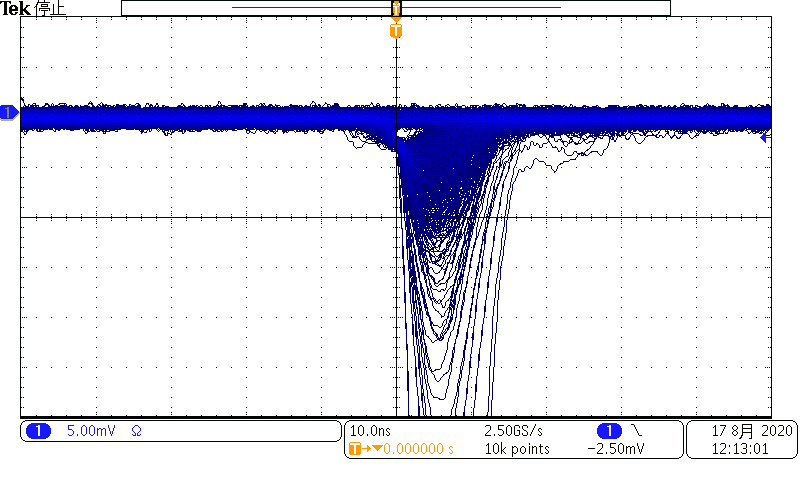 Tek 停止
T
T
1
1 5.00mV Ω
10.0ns 2.50GS/s 1
T→▼0.000000 s 10k points −2.50mV
17 8月 2020
12:13:01